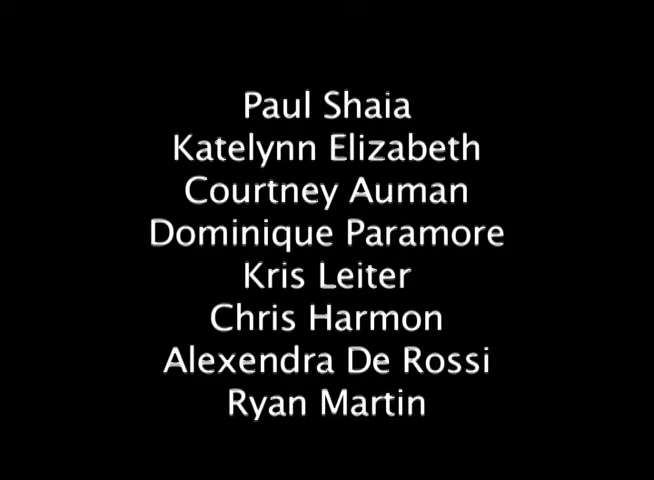 Paul Shaia
Katelynn Elizabeth
Courtney Auman
Dominique Paramore
Kris Leiter
Chris Harmon
Alexendra De Rossi
Ryan Martin